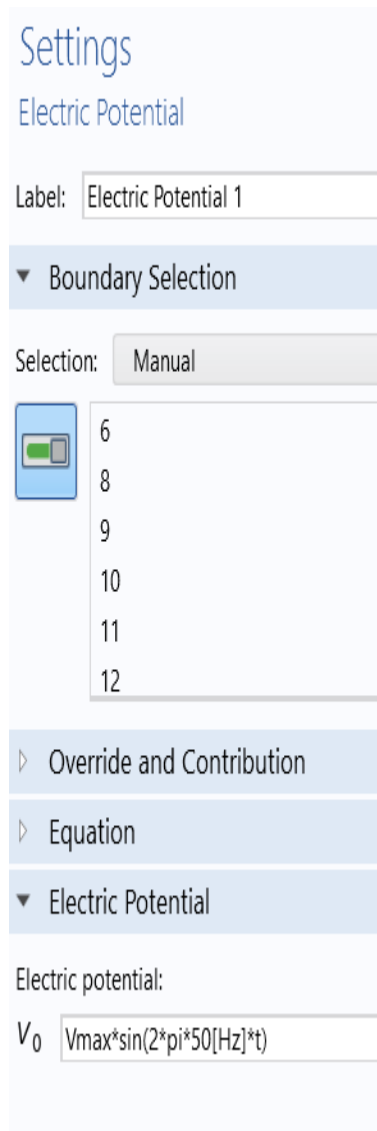 Settings
Electric Potential
Label: Electric Potential 1
Boundary Selection
Selection: Manual
6
8
9
10
11
12
Override and Contribution
Equation
Electric Potential
Electric potential:
V0 Vmax*sin(2*pi*50[Hz]*t)